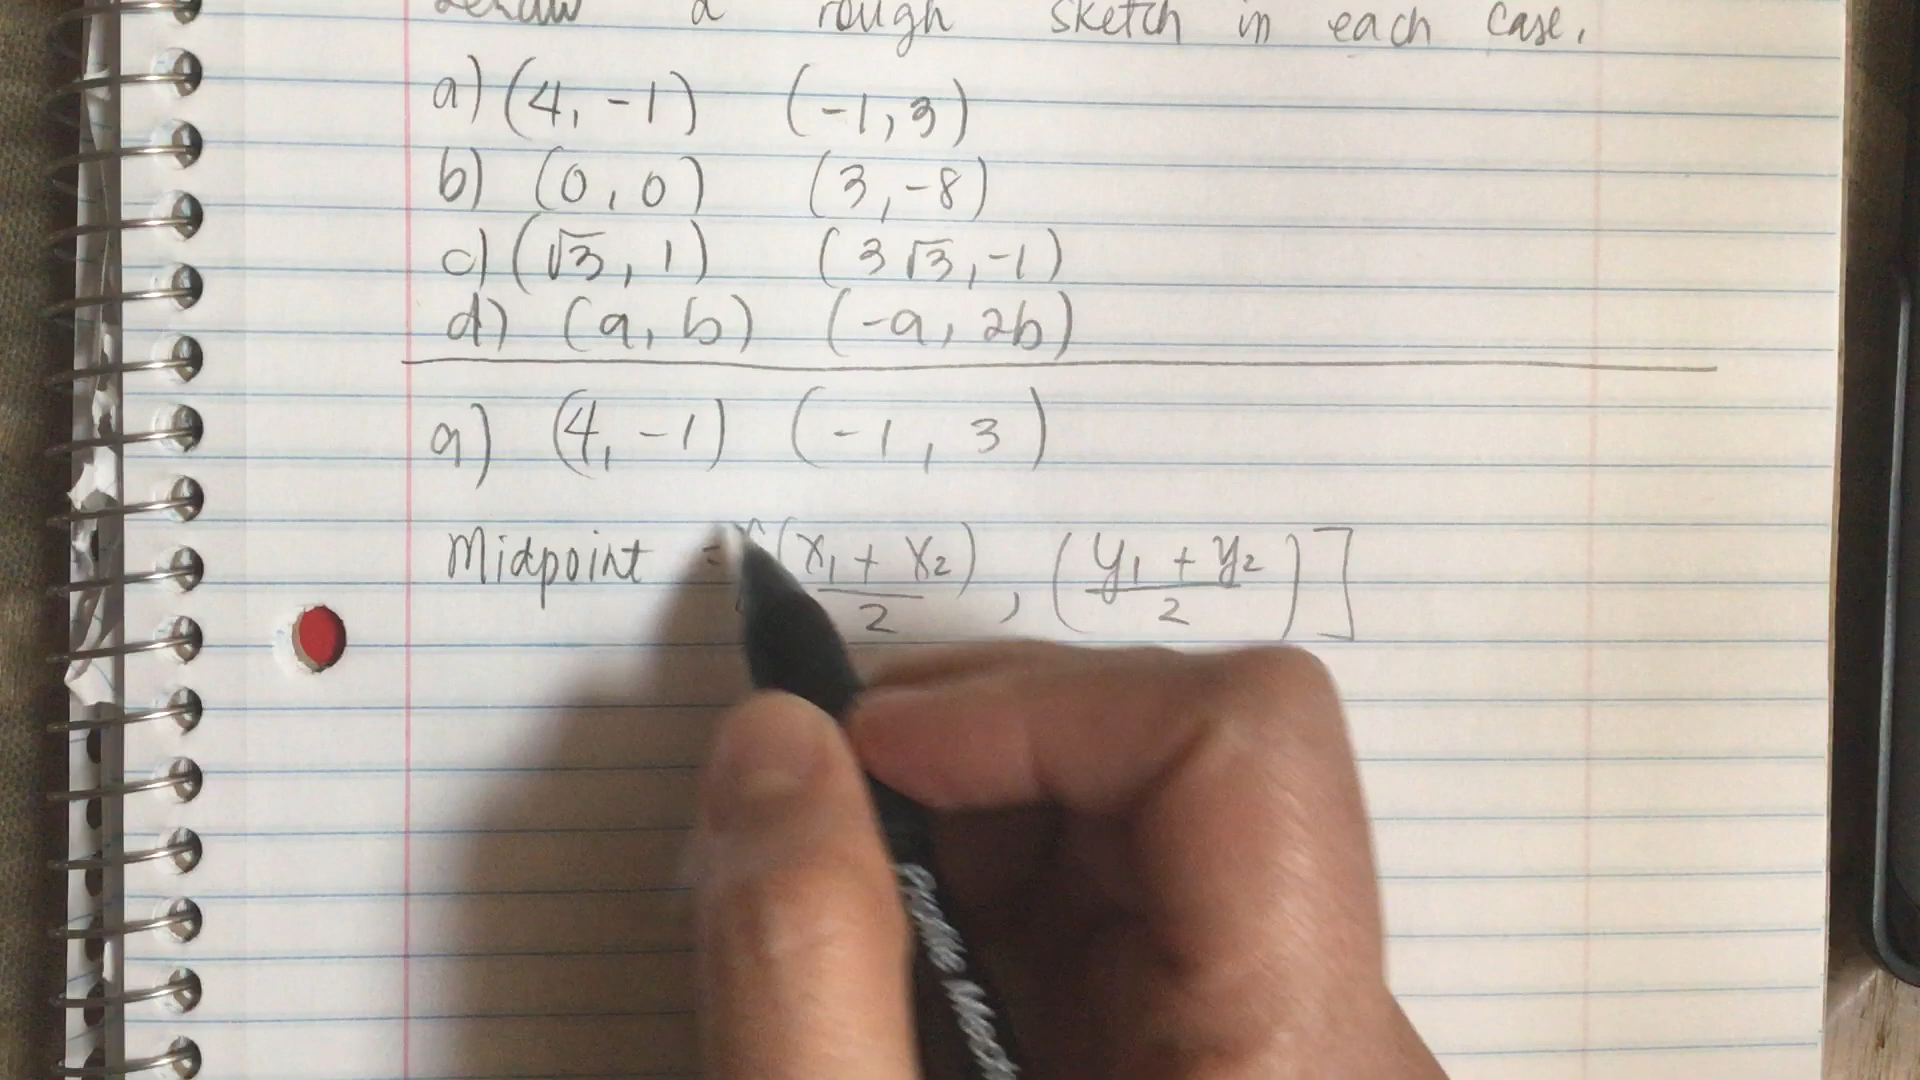 a rough sketch in each case.
a) (4, -1) (-1, 3)
b) (0, 0) (3, -8)
c) (√3, 1) (3√3, -1)
d) (a, b) (-a, 2b)
a) (4, -1) (-1, 3)
Midpoint = [(x₁ + x₂)/2), (y₁ + y₂)/2)]